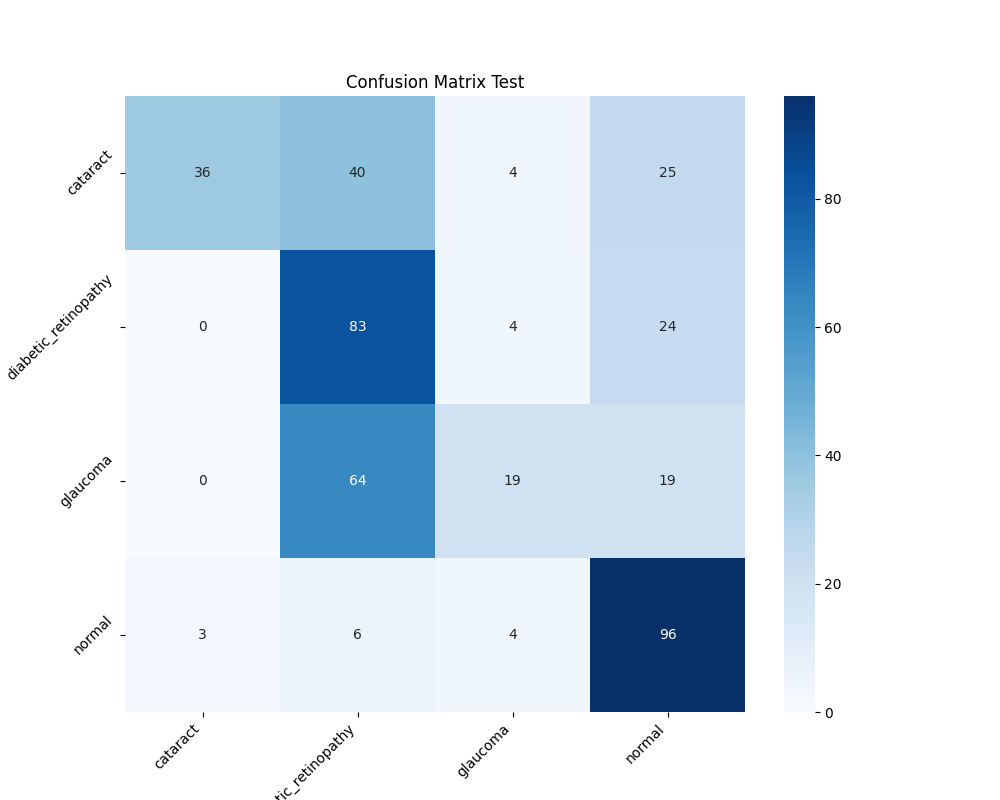 Confusion Matrix Test
cataract 36 40 4 25
diabetic_retinopathy 0 83 4 24
glaucoma 0 64 19 19
normal 3 6 4 96
cataract
tic_retinopathy
glaucoma
normal
80
60
40
20
0